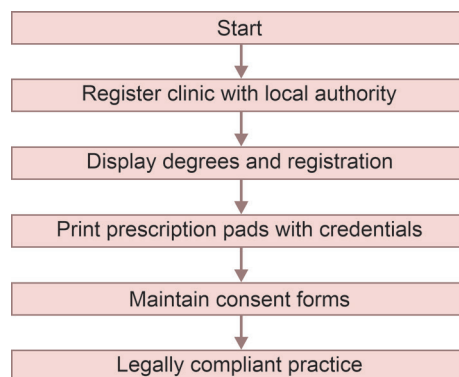 Start
Register clinic with local authority
Display degrees and registration
Print prescription pads with credentials
Maintain consent forms
Legally compliant practice